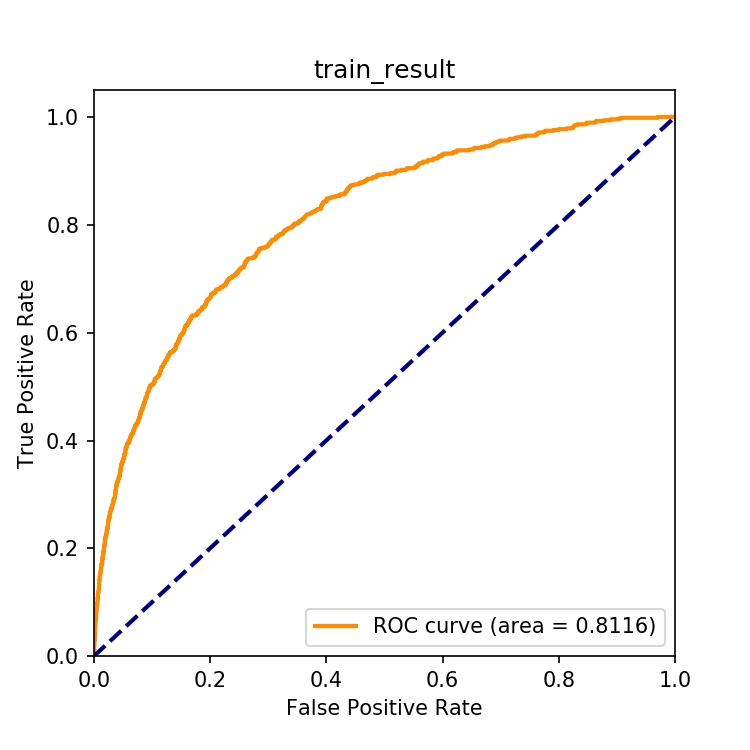 train_result
1.0
0.8
0.6
0.4
0.2
0.0
True Positive Rate
ROC curve (area = 0.8116)
0.0 0.2 0.4 0.6 0.8 1.0
False Positive Rate